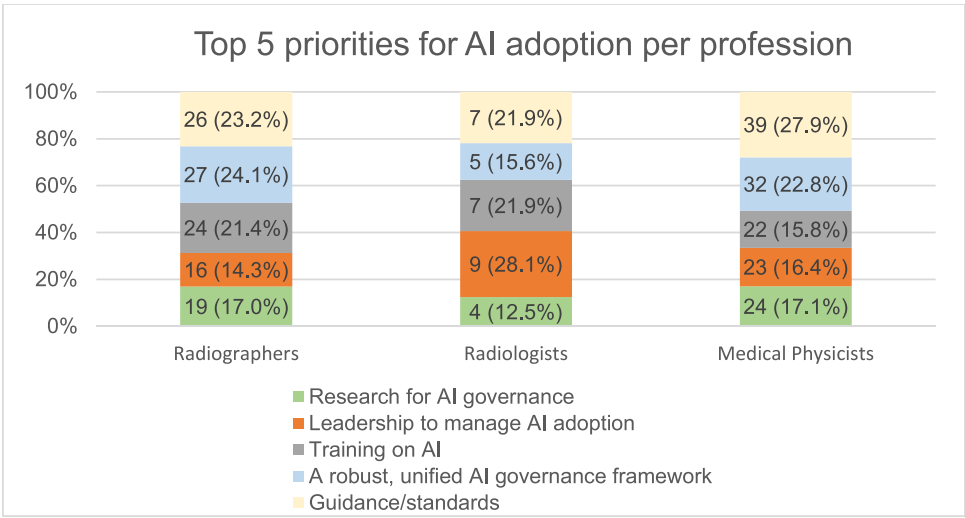 Top 5 priorities for AI adoption per profession
100%
80%
60%
40%
20%
0%
26 (23.2%)
27 (24.1%)
24 (21.4%)
16 (14.3%)
19 (17.0%)
7 (21.9%)
5 (15.6%)
7 (21.9%)
9 (28.1%)
4 (12.5%)
39 (27.9%)
32 (22.8%)
22 (15.8%)
23 (16.4%)
24 (17.1%)
Radiographers
Radiologists
Medical Physicists
Research for AI governance
Leadership to manage AI adoption
Training on AI
A robust, unified AI governance framework
Guidance/standards